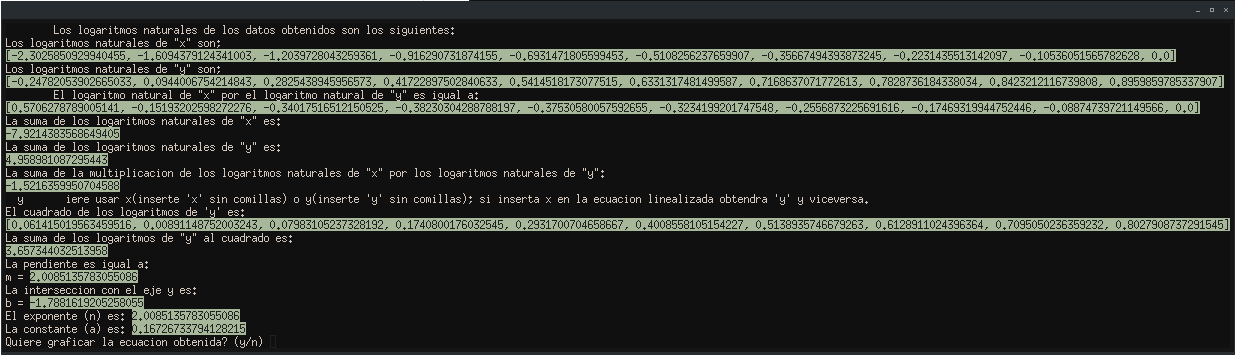 Los logaritmos naturales de los datos obtenidos son los siguientes:
Los logaritmos naturales de "x" son;
[-2.3025850929940455, -1.6094379124341003, -1.2039728043259361, -0.916290731874155, -0.6931471805599453, -0.5108256237659907, -0.35667494393873245, -0.2231435513142097, -0.10536051565782628, 0.0]
Los logaritmos naturales de "y" son;
[-0.24782053902665033, 0.0944006754214843, 0.2825438945956573, 0.41722897502840633, 0.5414518173077515, 0.6331317481499587, 0.7168637071772613, 0.7828736184338034, 0.8423212116739808, 0.8959859785337907]
El logaritmo natural de "x" por el logaritmo natural de "y" es igual a:
[0.5706278789005141, -0.15193202598272276, -0.34017516512150525, -0.38230304288788197, -0.37530580057592655, -0.3234199201747548, -0.2556873225691616, -0.17469319944752446, -0.08874739721149566, 0.0]
La suma de los logaritmos naturales de "x" es:
-7.9214383568649405
La suma de los logaritmos naturales de "y" es:
4.958981087295443
La suma de la multiplicacion de los logaritmos naturales de "x" por los logaritmos naturales de "y":
-1.5216359950704588
y iere usar x(inserte 'x' sin comillas) o y(inserte 'y' sin comillas); si inserta x en la ecuacion linealizada obtendra 'y' y viceversa.
El cuadrado de los logaritmos de 'y' es:
[0.061415019563459516, 0.00891148752003243, 0.07983105237328192, 0.1740800176032545, 0.2931700704658667, 0.4008558105154227, 0.5138935746679263, 0.6128911024396364, 0.7095050236359232, 0.8027908737291545]
La suma de los logaritmos de "y" al cuadrado es:
3.657344032513958
La pendiente es igual a:
m = 2.0085135783055086
La interseccion con el eje y es:
b = -1.7881619205258055
El exponente (n) es: 2.0085135783055086
La constante (a) es: 0.16726733794128215
Quiere graficar la ecuacion obtenida? (y/n)